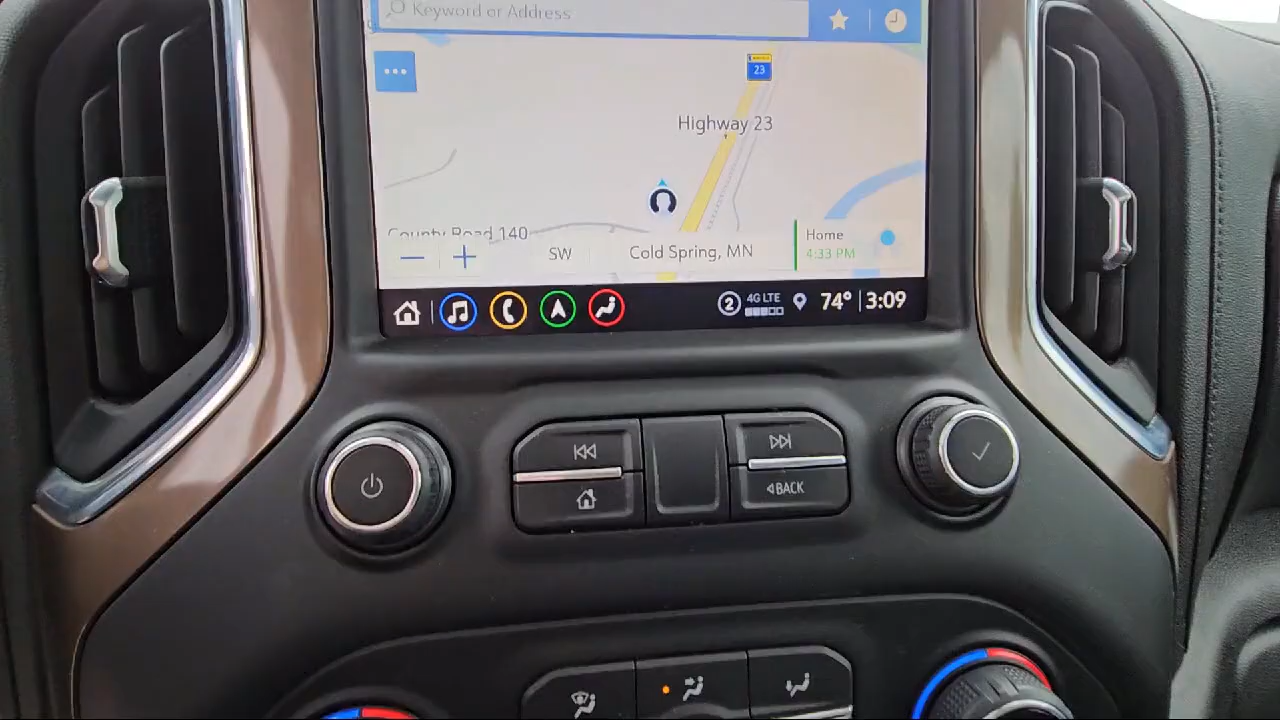 Keyword or Address
23
Highway 23
County Road 140
SW
Cold Spring, MN
Home
4:33 PM
2
4G LTE
74°
3:09
BACK